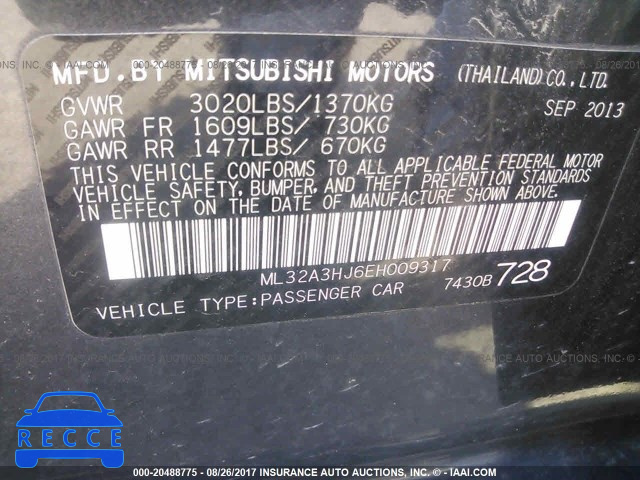 MFD.BY MITSUBISHI MOTORS (THAILAND)CO.,LTD.
GVWR 3020LBS/1370KG SEP 2013
GAWR FR 1609LBS/ 730KG
GAWR RR 1477LBS/ 670KG
THIS VEHICLE CONFORMS TO ALL APPLICABLE FEDERAL MOTOR
VEHICLE SAFETY, BUMPER, AND THEFT PREVENTION STANDARDS
IN EFFECT ON THE DATE OF MANUFACTURE SHOWN ABOVE.
ML32A3HJ6EH009317
VEHICLE TYPE:PASSENGER CAR 7430B 728
RECCE
000-20488775 - 08/26/2017 INSURANCE AUTO AUCTIONS, CORP. © - IAAI.COM